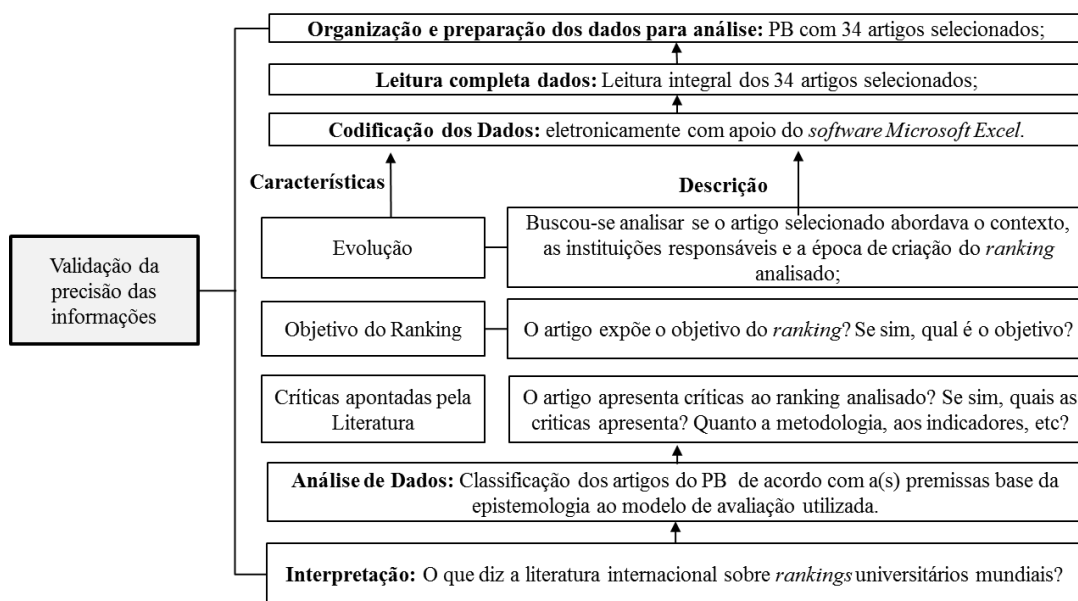 Organização e preparação dos dados para análise: PB com 34 artigos selecionados;
Leitura completa dados: Leitura integral dos 34 artigos selecionados;
Codificação dos Dados: eletronicamente com apoio do software Microsoft Excel.
Características
Descrição
Validação da
precisão das
informações
Evolução
Buscou-se analisar se o artigo selecionado abordava o contexto,
as instituições responsáveis e a época de criação do ranking
analisado;
Objetivo do Ranking
O artigo expõe o objetivo do ranking? Se sim, qual é o objetivo?
Críticas apontadas pela
Literatura
O artigo apresenta críticas ao ranking analisado? Se sim, quais as
criticas apresenta? Quanto a metodologia, aos indicadores, etc?
Análise de Dados: Classificação dos artigos do PB de acordo com a(s) premissas base da
epistemologia ao modelo de avaliação utilizada.
Interpretação: O que diz a literatura internacional sobre rankings universitários mundiais?